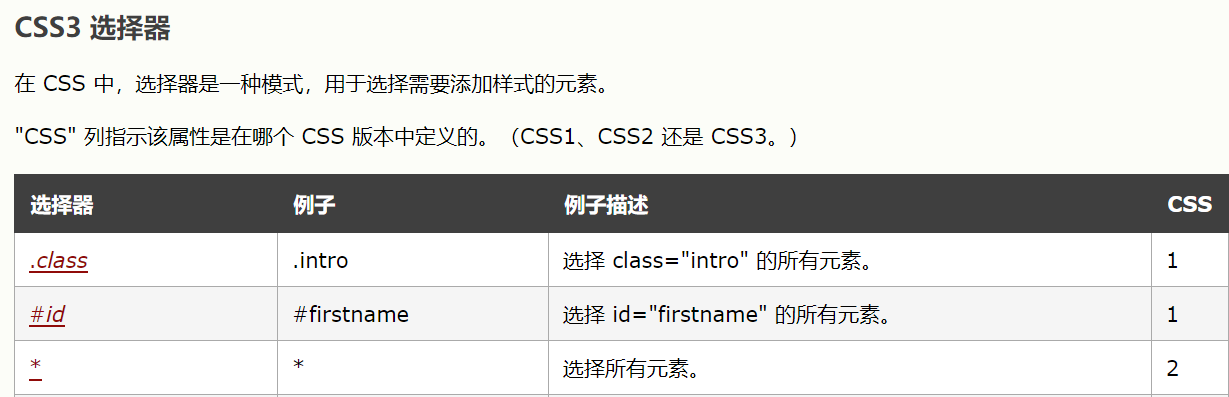 CSS3 选择器
在 CSS 中，选择器是一种模式，用于选择需要添加样式的元素。
"CSS" 列指示该属性是在哪个 CSS 版本中定义的。（CSS1、CSS2 还是 CSS3。）
选择器 例子 例子描述 CSS
.class .intro 选择 class="intro" 的所有元素。 1
#id #firstname 选择 id="firstname" 的所有元素。 1
* * 选择所有元素。 2